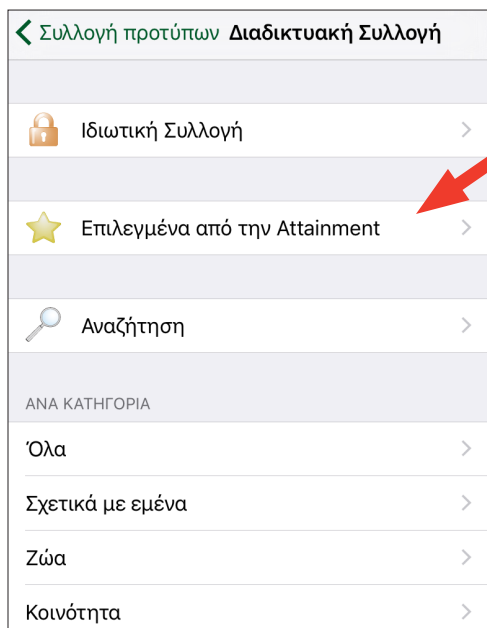 Συλλογή προτύπων Διαδικτυακή Συλλογή
Ιδιωτική Συλλογή
Επιλεγμένα από την Attainment
Αναζήτηση
ΑΝΑ ΚΑΤΗΓΟΡΙΑ
Όλα
Σχετικά με εμένα
Ζώα
Κοινότητα